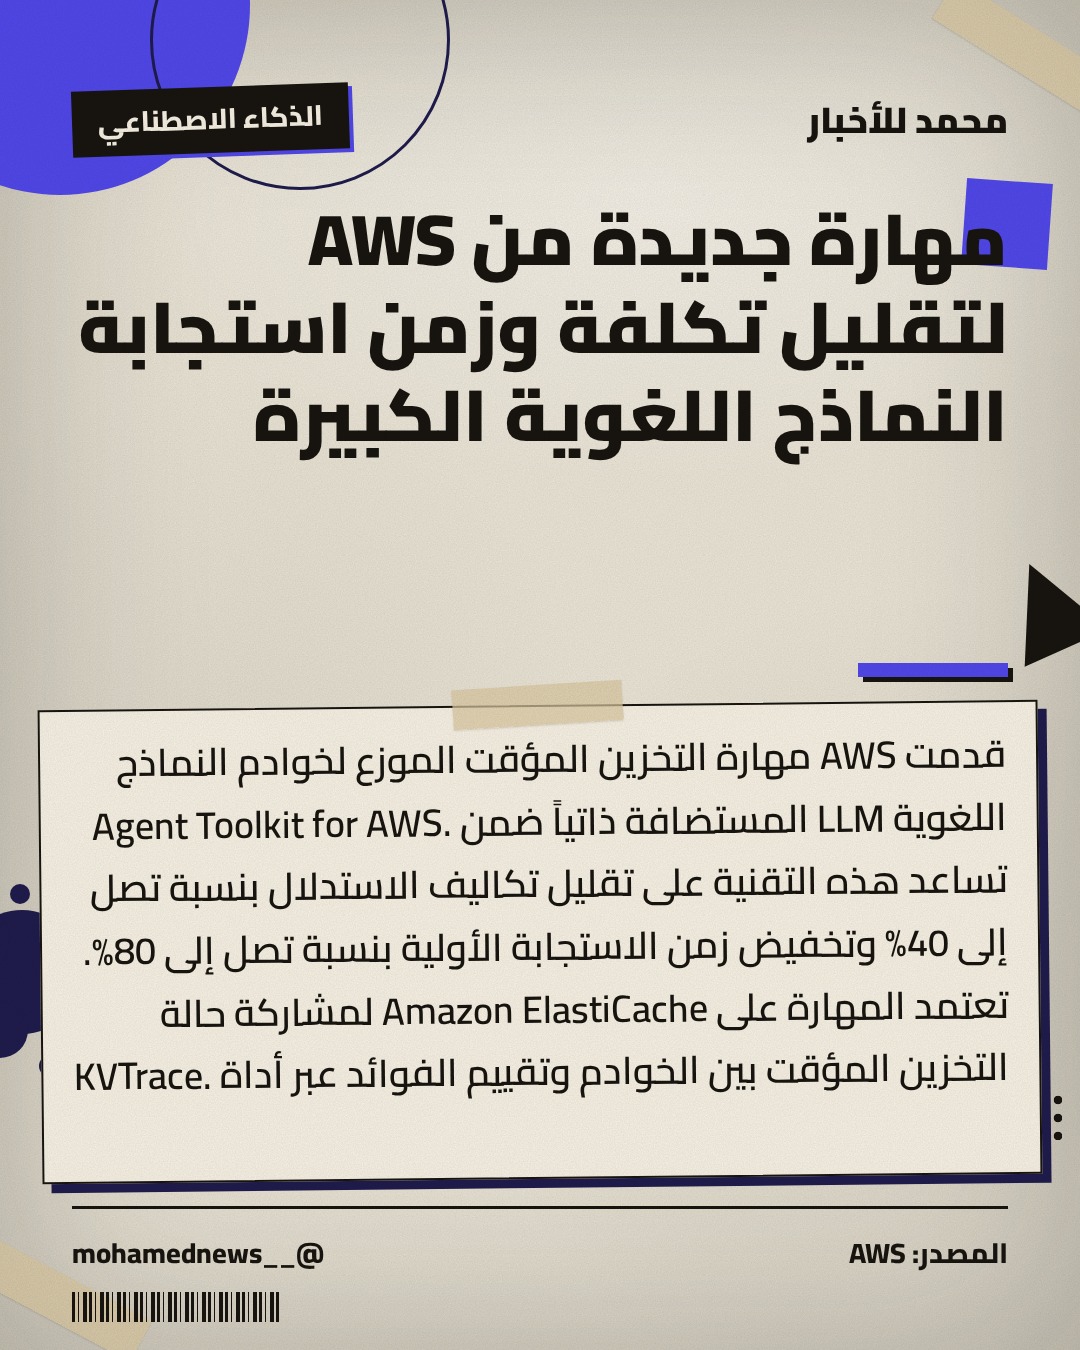 محمد للأخبار
الذكاء الاصطناعي
مهارة جديدة من AWS
لتقليل تكلفة وزمن استجابة
النماذج اللغوية الكبيرة
قدمت AWS مهارة التخزين المؤقت الموزع لخوادم النماذج
اللغوية LLM المستضافة ذاتياً ضمن Agent Toolkit for AWS.
تساعد هذه التقنية على تقليل تكاليف الاستدلال بنسبة تصل
إلى 40% وتخفيض زمن الاستجابة الأولية بنسبة تصل إلى 80%.
تعتمد المهارة على Amazon ElastiCache لمشاركة حالة
التخزين المؤقت بين الخوادم وتقييم الفوائد عبر أداة KVTrace.
المصدر: AWS
mohamednews__@